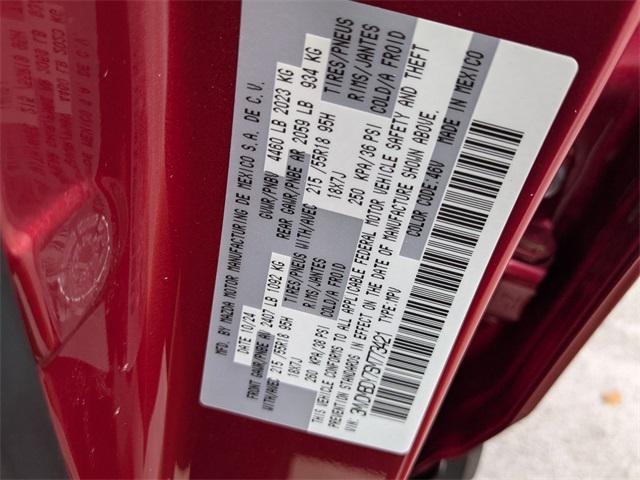 MFD. BY MAZDA MOTOR MANUFACTURING DE MEXICO S.A. DE C.V.
DATE: 10/24 GVWR/PNBV 4460 LB 2023 KG
FRONT GAWR/PNBE AV 2407 LB 1092 KG REAR GAWR/PNBE AR 2059 LB 934 KG
WITH/AVEC 215 /55R18 95H TIRES/PNEUS WITH/AVEC 215 /55R18 95H TIRES/PNEUS
18X7J RIMS/JANTES 18X7J RIMS/JANTES
260 KPA/38 PSI COLD/A FROID 250 KPA/36 PSI COLD/A FROID
THIS VEHICLE CONFORMS TO ALL APPLICABLE FEDERAL MOTOR VEHICLE SAFETY AND THEFT
PREVENTION STANDARDS IN EFFECT ON THE DATE OF MANUFACTURE SHOWN ABOVE.
VIN: TYPE: MPV COLOR CODE: 46V MADE IN MEXICO